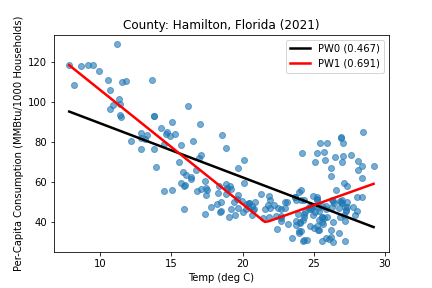 County: Hamilton, Florida (2021)
PW0 (0.467)
PW1 (0.691)
Per-Capita Consumption (MMBtu/1000 Households)
120
100
80
60
40
10
15
20
25
30
Temp (deg C)